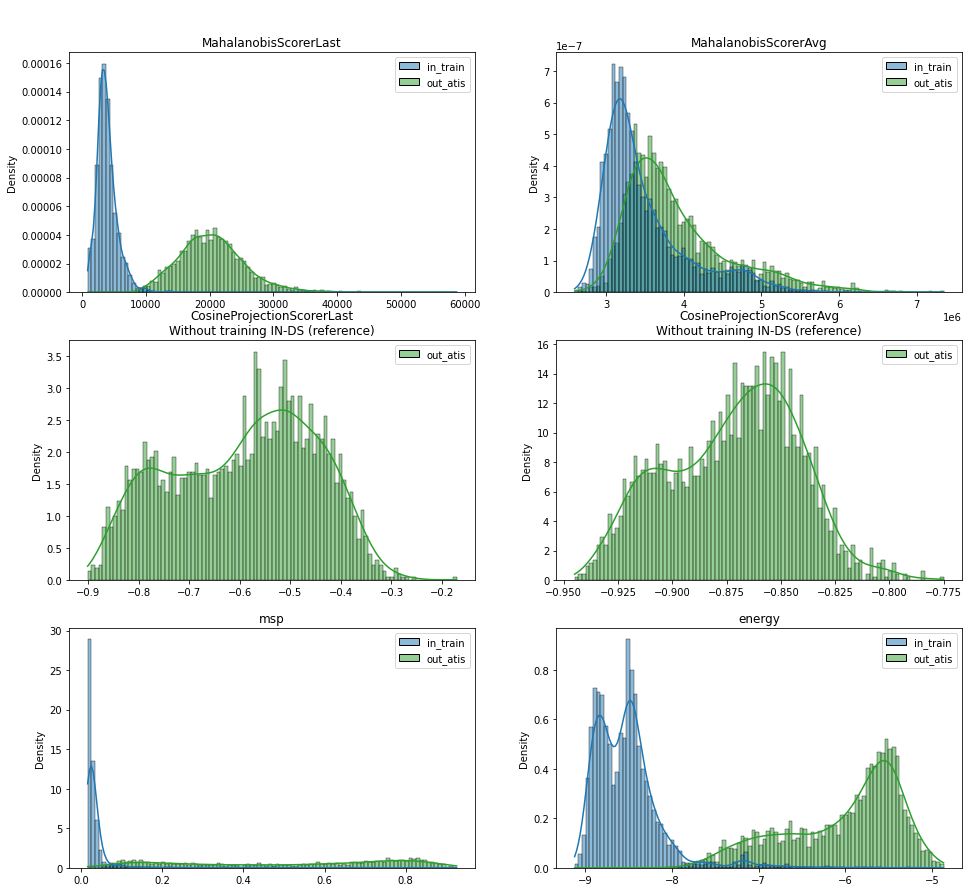 MahalanobisScorerLast
in_train
out_atis
Density
0.00016
0.00014
0.00012
0.00010
0.00008
0.00006
0.00004
0.00002
0.00000
0 10000 20000 30000 40000 50000 60000
MahalanobisScorerAvg
1e−7
in_train
out_atis
Density
7
6
5
4
3
2
1
0
3 4 5 6 7
1e6
CosineProjectionScorerLast
Without training IN-DS (reference)
out_atis
Density
3.5
3.0
2.5
2.0
1.5
1.0
0.5
0.0
−0.9 −0.8 −0.7 −0.6 −0.5 −0.4 −0.3 −0.2
CosineProjectionScorerAvg
Without training IN-DS (reference)
out_atis
Density
16
14
12
10
8
6
4
2
0
−0.950 −0.925 −0.900 −0.875 −0.850 −0.825 −0.800 −0.775
msp
in_train
out_atis
Density
30
25
20
15
10
5
0
0.0 0.2 0.4 0.6 0.8
energy
in_train
out_atis
Density
0.8
0.6
0.4
0.2
0.0
−9 −8 −7 −6 −5